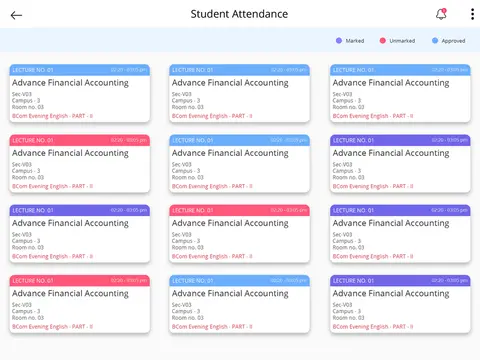 Student Attendance
Marked
Unmarked
Approved
LECTURE NO. 01 02:20 - 03:05 pm
Advance Financial Accounting
Sec-V03
Campus - 3
Room no. 03
BCom Evening English - PART - II
LECTURE NO. 01 02:20 - 03:05 pm
Advance Financial Accounting
Sec-V03
Campus - 3
Room no. 03
BCom Evening English - PART - II
LECTURE NO. 01 02:20 - 03:05 pm
Advance Financial Accounting
Sec-V03
Campus - 3
Room no. 03
BCom Evening English - PART - II
LECTURE NO. 01 02:20 - 03:05 pm
Advance Financial Accounting
Sec-V03
Campus - 3
Room no. 03
BCom Evening English - PART - II
LECTURE NO. 01 02:20 - 03:05 pm
Advance Financial Accounting
Sec-V03
Campus - 3
Room no. 03
BCom Evening English - PART - II
LECTURE NO. 01 02:20 - 03:05 pm
Advance Financial Accounting
Sec-V03
Campus - 3
Room no. 03
BCom Evening English - PART - II
LECTURE NO. 01 02:20 - 03:05 pm
Advance Financial Accounting
Sec-V03
Campus - 3
Room no. 03
BCom Evening English - PART - II
LECTURE NO. 01 02:20 - 03:05 pm
Advance Financial Accounting
Sec-V03
Campus - 3
Room no. 03
BCom Evening English - PART - II
LECTURE NO. 01 02:20 - 03:05 pm
Advance Financial Accounting
Sec-V03
Campus - 3
Room no. 03
BCom Evening English - PART - II
LECTURE NO. 01 02:20 - 03:05 pm
Advance Financial Accounting
Sec-V03
Campus - 3
Room no. 03
BCom Evening English - PART - II
LECTURE NO. 01 02:20 - 03:05 pm
Advance Financial Accounting
Sec-V03
Campus - 3
Room no. 03
BCom Evening English - PART - II
LECTURE NO. 01 02:20 - 03:05 pm
Advance Financial Accounting
Sec-V03
Campus - 3
Room no. 03
BCom Evening English - PART - II